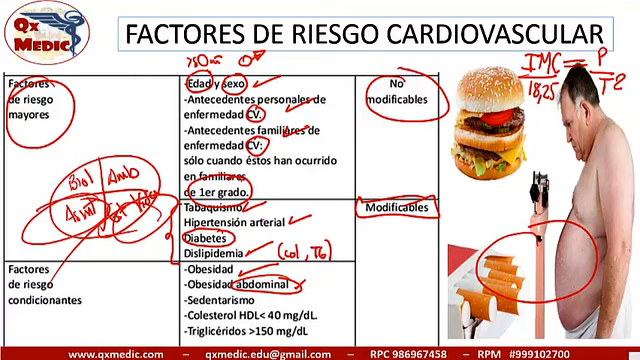 Qx
MEDIC
FACTORES DE RIESGO CARDIOVASCULAR
IMC = P
T2
18,25
Factores
de riesgo
mayores
-Edad y sexo
-Antecedentes personales de
enfermedad CV.
-Antecedentes familiares de
enfermedad CV:
sólo cuándo éstos han ocurrido
en familiares
de 1er grado.
No
modificables
Biol
Amb
Tabaquismo
Hipertensión arterial
Diabetes
Dislipidemia
(Col, TG)
Modificables
Factores
de riesgo
condicionantes
-Obesidad
-Obesidad abdominal
-Sedentarismo
-Colesterol HDL< 40 mg/dL.
-Triglicéridos >150 mg/dL
www.qxmedic.com – qxmedic.edu@gmail.com – RPC 986967458 – RPM #999102700